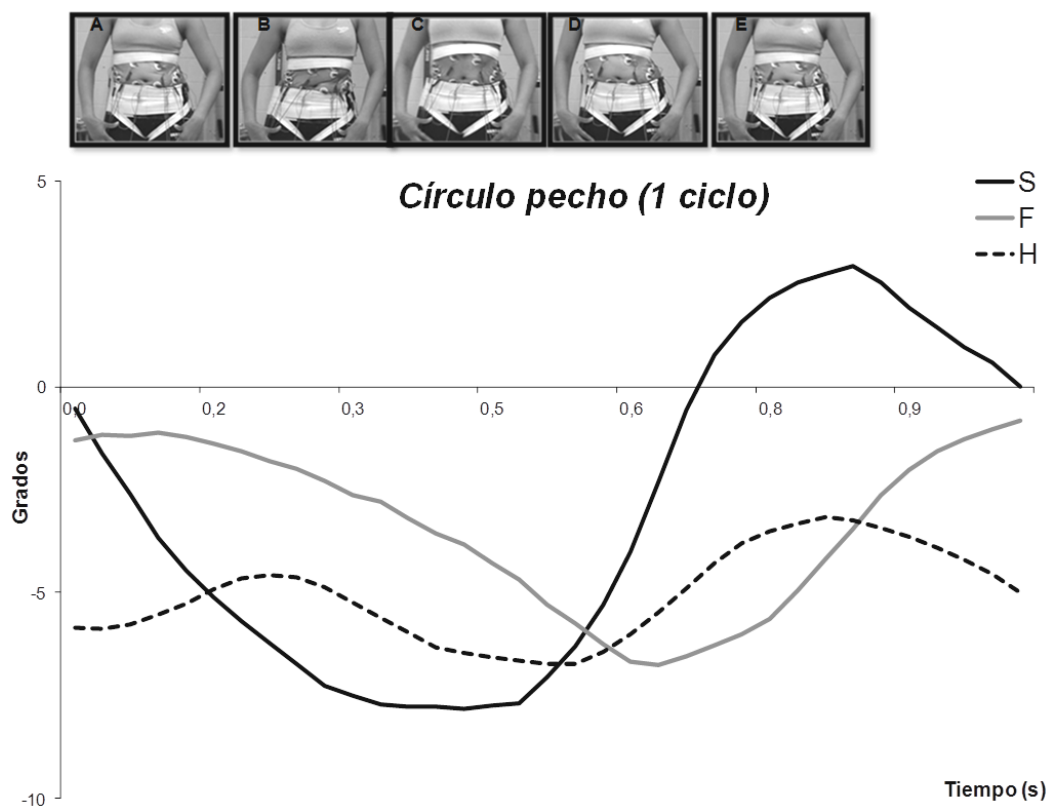 A B C D E
Círculo pecho (1 ciclo)
S
F
H
5
0
-5
-10
0,0 0,2 0,3 0,5 0,6 0,8 0,9
Grados
Tiempo (s)